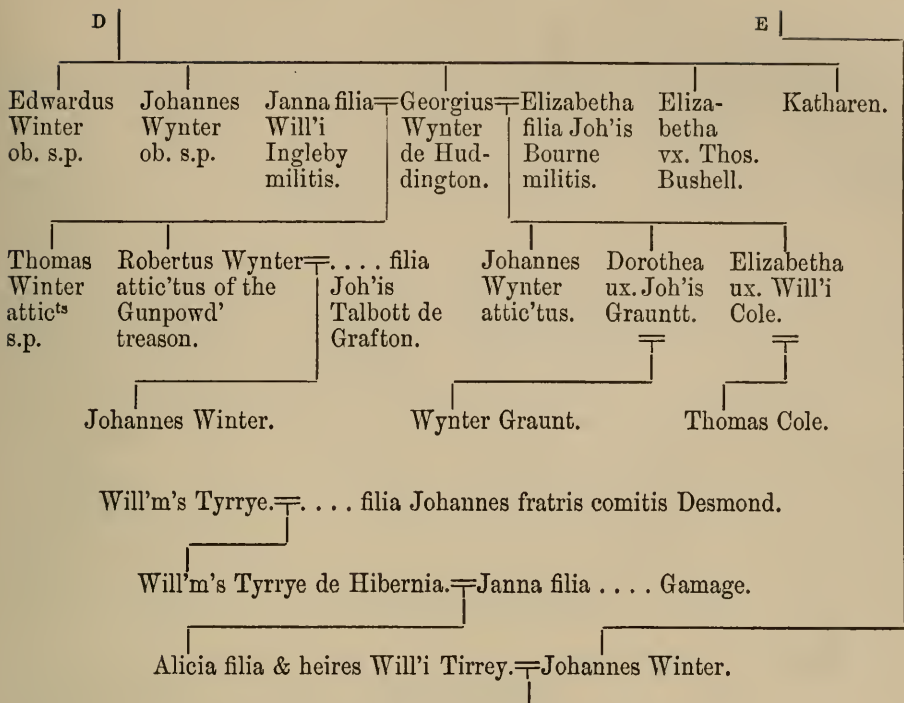 D
E
Edwardus
Winter
ob. s.p.
Johannes
Wynter
ob. s.p.
Janna filia
Will'i
Ingleby
militis.
Georgius
Wynter
de Hud-
dington.
Elizabetha
filia Joh'is
Bourne
militis.
Eliza-
betha
vx. Thos.
Bushell.
Katharen.
Thomas
Winter
attic^ts
s.p.
Robertus Wynter
attic'tus of the
Gunpowd'
treason.
. . . . filia
Joh'is
Talbott de
Grafton.
Johannes
Wynter
attic'tus.
Dorothea
ux. Joh'is
Grauntt.
Elizabetha
ux. Will'i
Cole.
Johannes Winter.
Wynter Graunt.
Thomas Cole.
Will'm's Tyrrye. . . . . filia Johannes fratris comitis Desmond.
Will'm's Tyrrye de Hibernia. Janna filia . . . . Gamage.
Alicia filia & heires Will'i Tirrey. Johannes Winter.